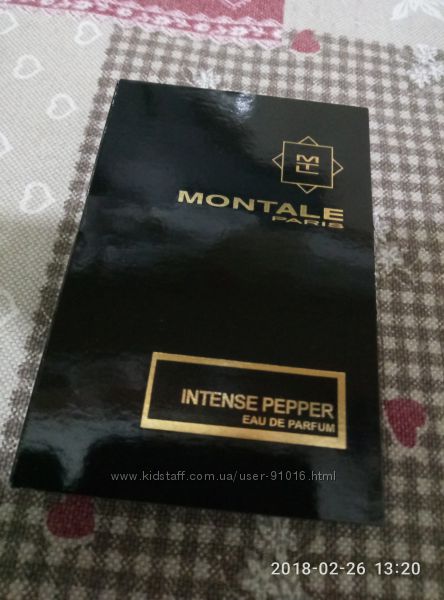 MONTALE
PARIS
INTENSE PEPPER
EAU DE PARFUM
www.kidstaff.com.ua/user-91016.html
2018-02-26 13:20